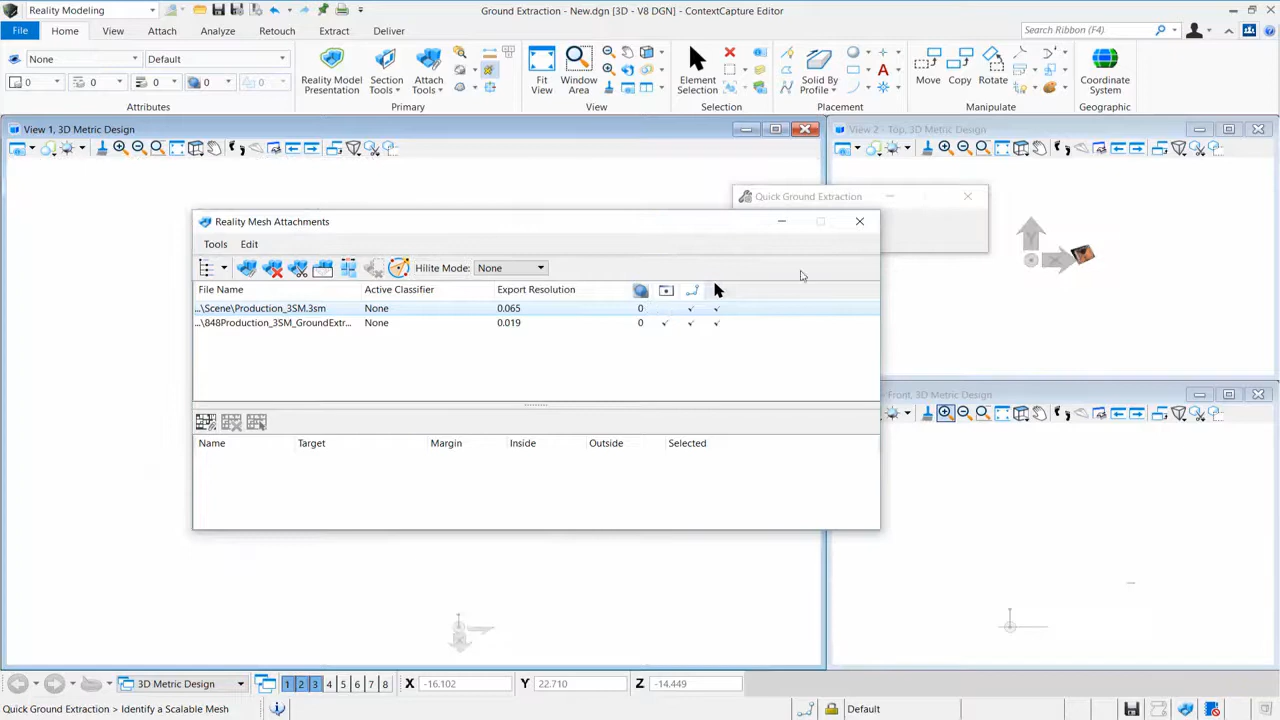 Reality Modeling
Ground Extraction - New.dgn [3D - V8 DGN] - ContextCapture Editor
File Home View Attach Analyze Retouch Extract Deliver
Search Ribbon (F4)
None Default
0 0 0 0 0
Reality Model Presentation
Section Tools
Attach Tools
Fit View
Window Area
Element Selection
Solid By Profile
Move Copy Rotate
Coordinate System
Attributes Primary View Selection Placement Manipulate Geographic
View 1, 3D Metric Design
View 2 - Top, 3D Metric Design
Quick Ground Extraction
Reality Mesh Attachments
Tools Edit
Hilite Mode: None
File Name Active Classifier Export Resolution
...\Scene\Production_3SM.3sm None 0.065 0
...\848Production_3SM_GroundExtr... None 0.019 0
- Front, 3D Metric Design
Name Target Margin Inside Outside Selected
3D Metric Design 1 2 3 4 5 6 7 8 X -16.102 Y 22.710 Z -14.449
Quick Ground Extraction > Identify a Scalable Mesh
Default